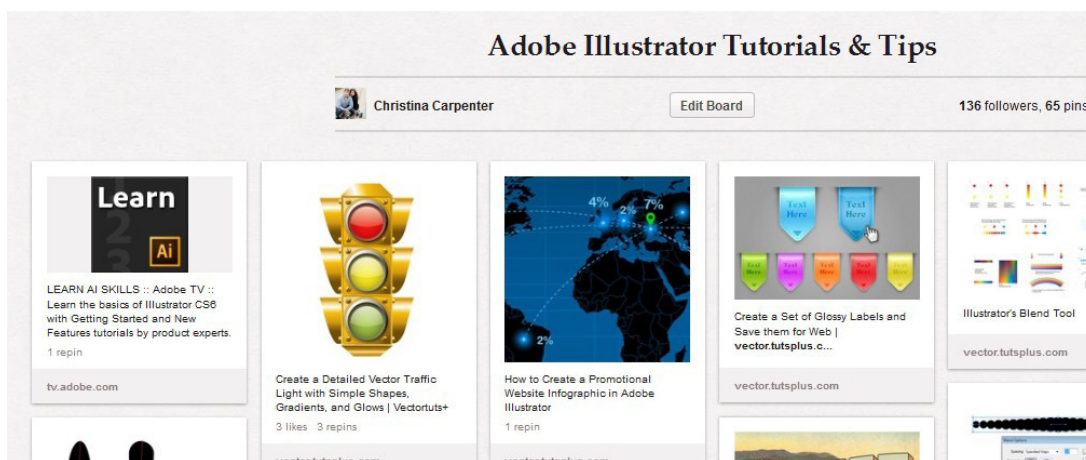 Adobe Illustrator Tutorials & Tips
Christina Carpenter
Edit Board
136 followers, 65 pins
Learn
Ai
LEARN AI SKILLS :: Adobe TV ::
Learn the basics of Illustrator CS6
with Getting Started and New
Features tutorials by product experts.
1 repin
tv.adobe.com
Create a Detailed Vector Traffic
Light with Simple Shapes,
Gradients, and Glows | Vectortuts+
3 likes 3 repins
4%
2%
7%
2%
How to Create a Promotional
Website Infographic in Adobe
Illustrator
1 repin
Text
Here
Text
Here
Create a Set of Glossy Labels and
Save them for Web |
vector.tutsplus.c...
vector.tutsplus.com
Illustrator's Blend Tool
vector.tutsplus.com